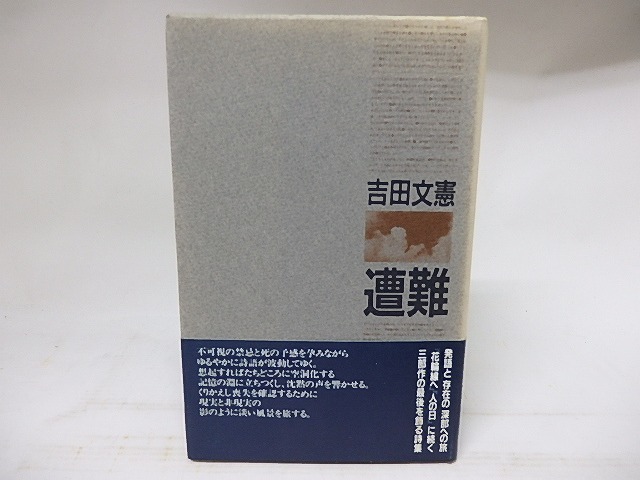 吉田文憲
遭難
不可視の禁忌と死の予感を孕みながら
ゆるやかに詩語が波動してゆく。
想起すればたちどころに空洞化する
記憶の淵に立ちつくし、沈黙の声を響かせる。
くりかえし喪失を確認するために
現実と非現実の
影のように淡い風景を旅する。
発語と存在の深部への旅
花輪線へ『人の日』に続く
三部作の最後を飾る詩集